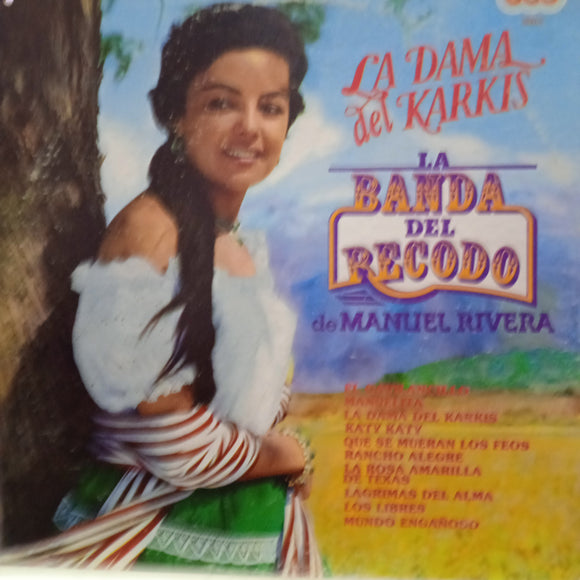 LA DAMA
del KARKIS
LA
BANDA
DEL
RECODO
de MANUEL RIVERA
MANUELITA
LA DAMA DEL KARKIS
KATY KATY
QUE SE MUERAN LOS FEOS
RANCHO ALEGRE
LA ROSA AMARILLA
DE TEXAS
LAGRIMAS DEL ALMA
LOS LIBRES
MUNDO ENGAÑOSO